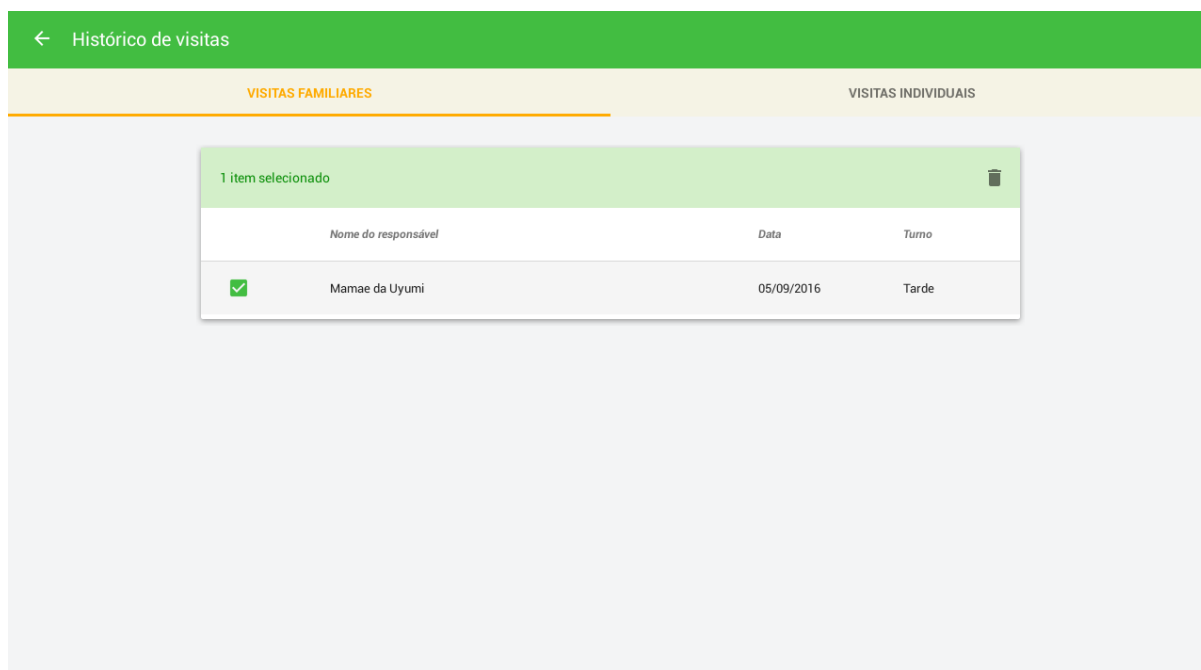 Histórico de visitas
VISITAS FAMILIARES VISITAS INDIVIDUAIS
1 item selecionado
Nome do responsável Data Turno
Mamae da Uyumi 05/09/2016 Tarde